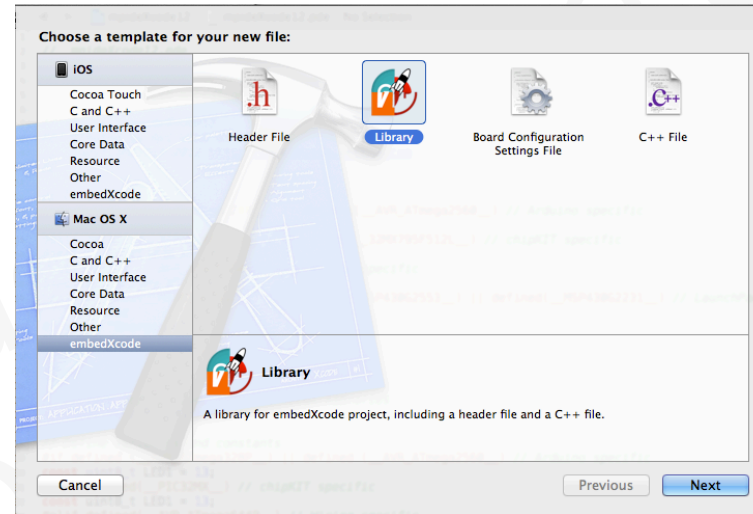 Choose a template for your new file:
iOS
Cocoa Touch
C and C++
User Interface
Core Data
Resource
Other
embedXcode
Mac OS X
Cocoa
C and C++
User Interface
Core Data
Resource
Other
embedXcode
.h
Header File
Library
Board Configuration
Settings File
.C++
C++ File
Library
A library for embedXcode project, including a header file and a C++ file.
Cancel
Previous
Next